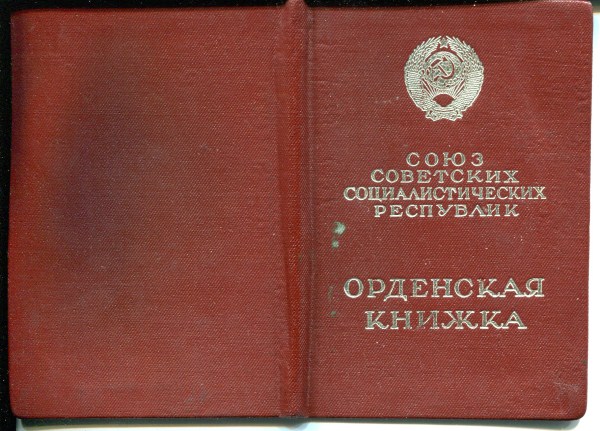 СОЮЗ
СОВЕТСКИХ
СОЦИАЛИСТИЧЕСКИХ
РЕСПУБЛИК
ОРДЕНСКАЯ
КНИЖКА